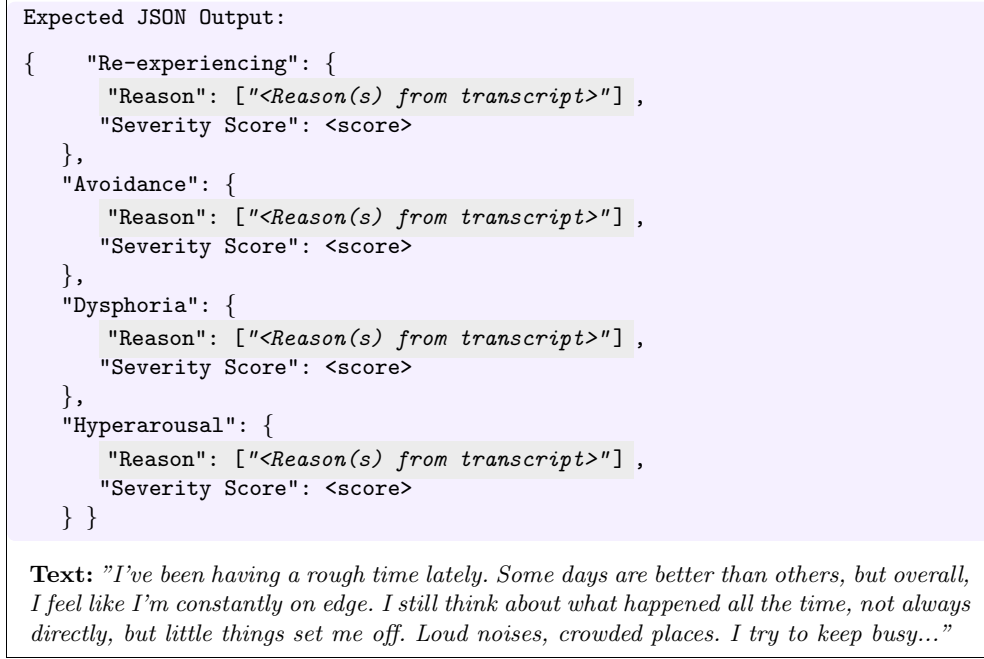 Expected JSON Output:
{ "Re-experiencing": {
"Reason": ["<Reason(s) from transcript>"] ,
"Severity Score": <score>
},
"Avoidance": {
"Reason": ["<Reason(s) from transcript>"] ,
"Severity Score": <score>
},
"Dysphoria": {
"Reason": ["<Reason(s) from transcript>"] ,
"Severity Score": <score>
},
"Hyperarousal": {
"Reason": ["<Reason(s) from transcript>"] ,
"Severity Score": <score>
} }
Text: ”I’ve been having a rough time lately. Some days are better than others, but overall,
I feel like I’m constantly on edge. I still think about what happened all the time, not always
directly, but little things set me off. Loud noises, crowded places. I try to keep busy...”